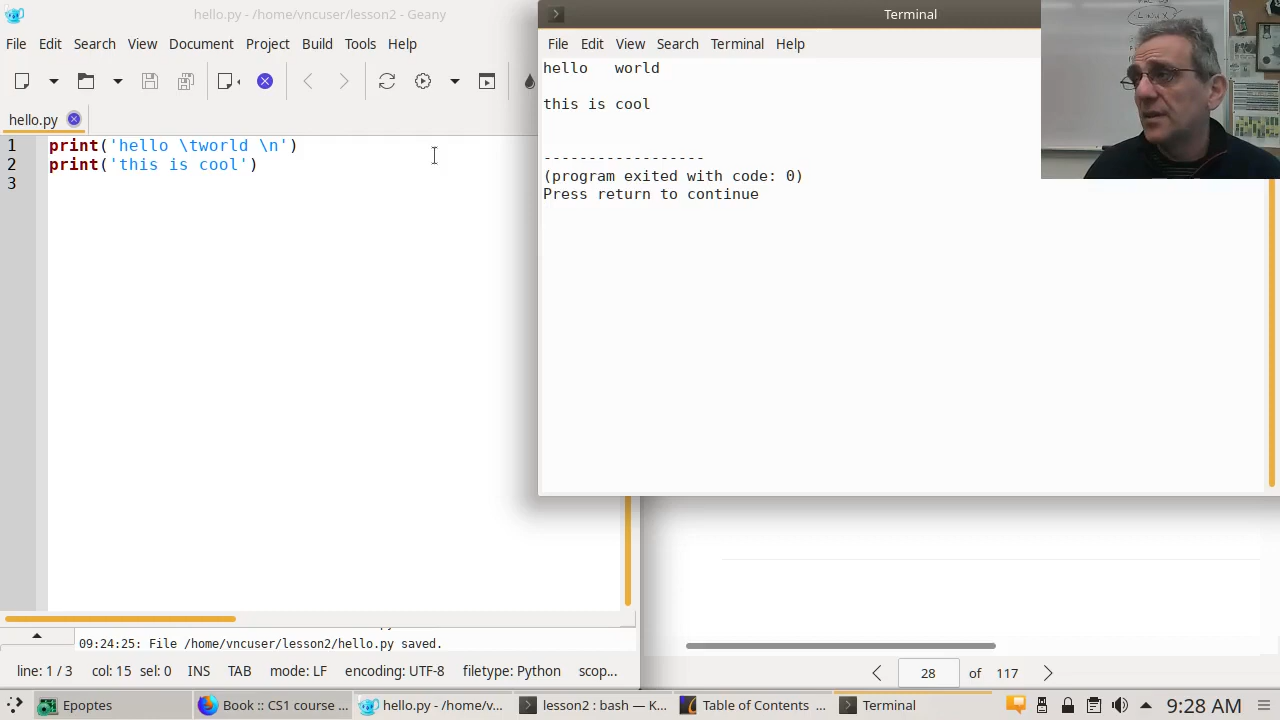 hello.py - /home/vncuser/lesson2 - Geany
File Edit Search View Document Project Build Tools Help
hello.py
1 print('hello \tworld \n')
2 print('this is cool')
3
09:24:25: File /home/vncuser/lesson2/hello.py saved.
line: 1 / 3 col: 15 sel: 0 INS TAB mode: LF encoding: UTF-8 filetype: Python scop...
Terminal
File Edit View Search Terminal Help
hello   world
this is cool
------------------
(program exited with code: 0)
Press return to continue
LINUX
28 of 117
Epoptes Book :: CS1 course ... hello.py - /home/v... lesson2 : bash — K... Table of Contents ... Terminal 9:28 AM